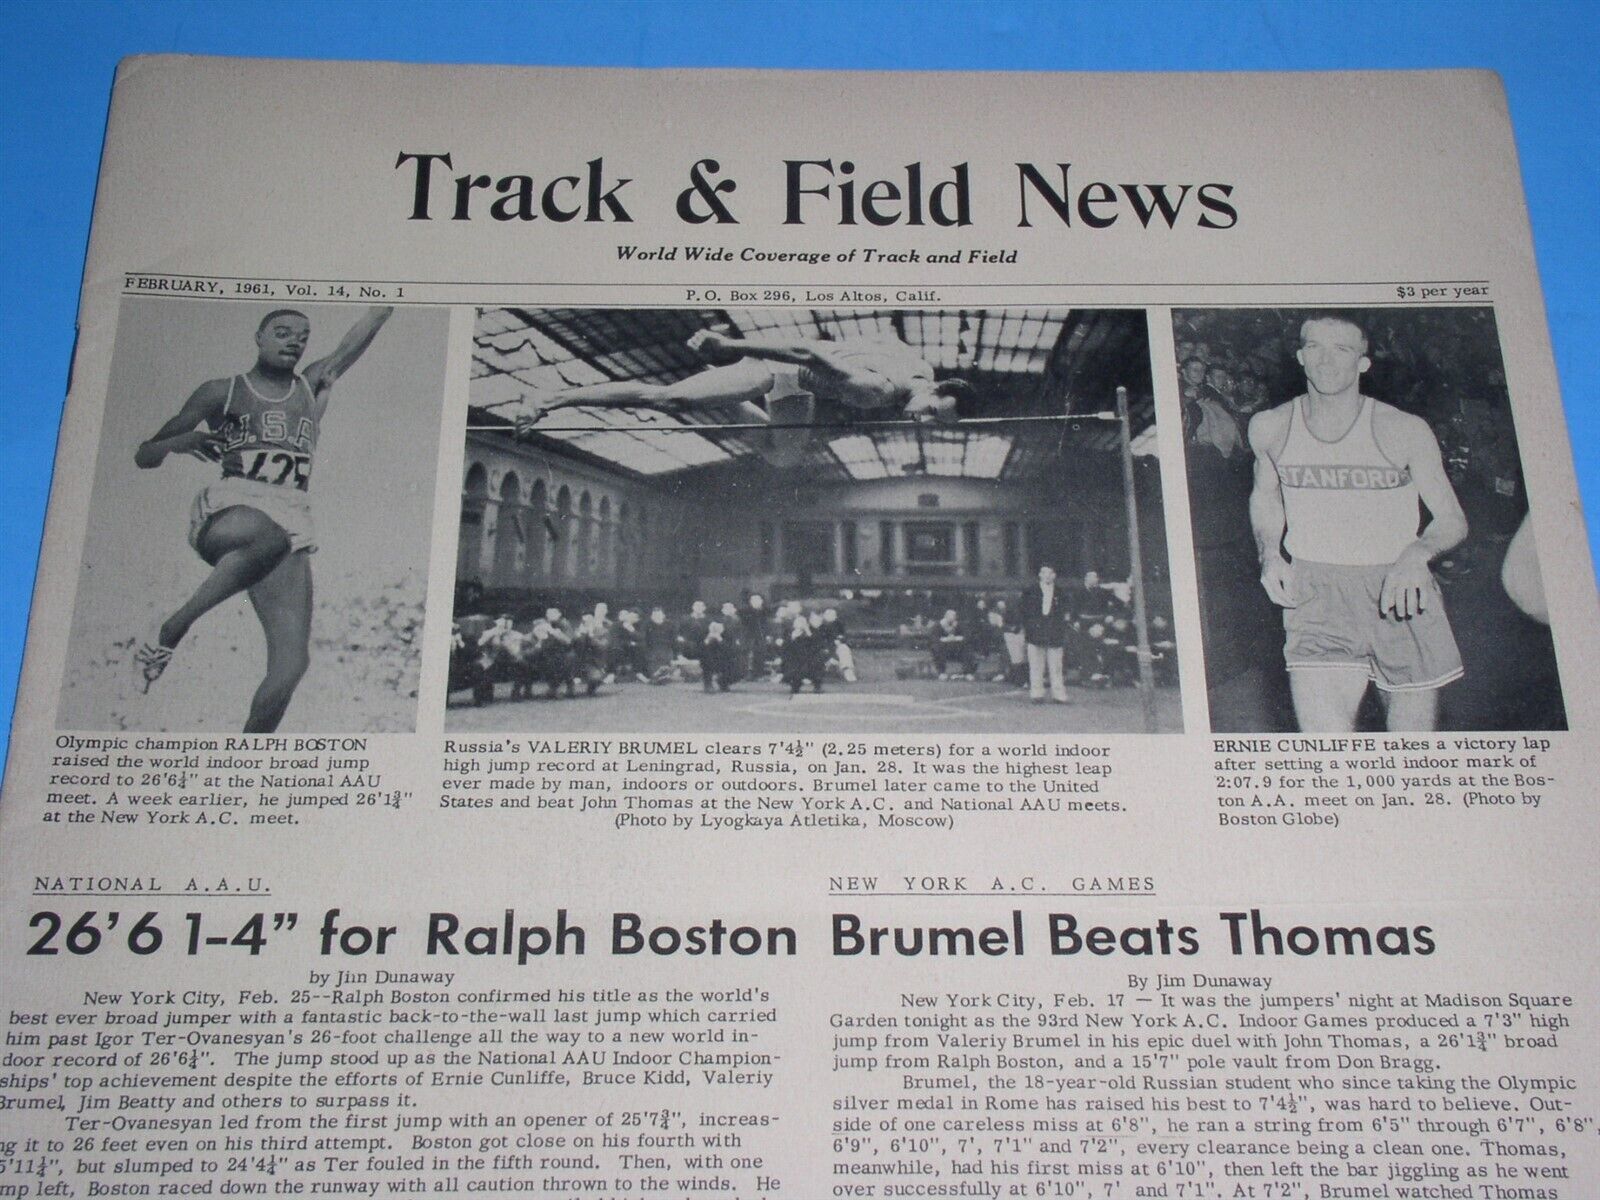 Track & Field News
World Wide Coverage of Track and Field
FEBRUARY, 1961, Vol. 14, No. 1
P.O. Box 296, Los Altos, Calif.
$3 per year
U.S.A
425
STANFORD
Olympic champion RALPH BOSTON
raised the world indoor broad jump
record to 26'6¼" at the National AAU
meet. A week earlier, he jumped 26'1¾"
at the New York A.C. meet.
Russia's VALERIY BRUMEL clears 7'4½" (2.25 meters) for a world indoor
high jump record at Leningrad, Russia, on Jan. 28. It was the highest leap
ever made by man, indoors or outdoors. Brumel later came to the United
States and beat John Thomas at the New York A.C. and National AAU meets.
(Photo by Lyogkaya Atletika, Moscow)
ERNIE CUNLIFFE takes a victory lap
after setting a world indoor mark of
2:07.9 for the 1,000 yards at the Bos-
ton A.A. meet on Jan. 28. (Photo by
Boston Globe)
NATIONAL A.A.U.
26'6 1-4" for Ralph Boston
by Jim Dunaway
New York City, Feb. 25--Ralph Boston confirmed his title as the world's
best ever broad jumper with a fantastic back-to-the-wall last jump which carried
him past Igor Ter-Ovanesyan's 26-foot challenge all the way to a new world in-
door record of 26'6¼". The jump stood up as the National AAU Indoor Champion-
ships' top achievement despite the efforts of Ernie Cunliffe, Bruce Kidd, Valeriy
Brumel, Jim Beatty and others to surpass it.
Ter-Ovanesyan led from the first jump with an opener of 25'7¾", increas-
ng it to 26 feet even on his third attempt. Boston got close on his fourth with
5'11¼", but slumped to 24'4¼" as Ter fouled in the fifth round. Then, with one
mp left, Boston raced down the runway with all caution thrown to the winds. He
NEW YORK A.C. GAMES
Brumel Beats Thomas
By Jim Dunaway
New York City, Feb. 17 — It was the jumpers' night at Madison Square
Garden tonight as the 93rd New York A.C. Indoor Games produced a 7'3" high
jump from Valeriy Brumel in his epic duel with John Thomas, a 26'1¾" broad
jump from Ralph Boston, and a 15'7" pole vault from Don Bragg.
Brumel, the 18-year-old Russian student who since taking the Olympic
silver medal in Rome has raised his best to 7'4½", was hard to believe. Out-
side of one careless miss at 6'8", he ran a string from 6'5" through 6'7", 6'8"
6'9", 6'10", 7', 7'1" and 7'2", every clearance being a clean one. Thomas,
meanwhile, had his first miss at 6'10", then left the bar jiggling as he went
over successfully at 6'10", 7' and 7'1". At 7'2", Brumel watched Thomas